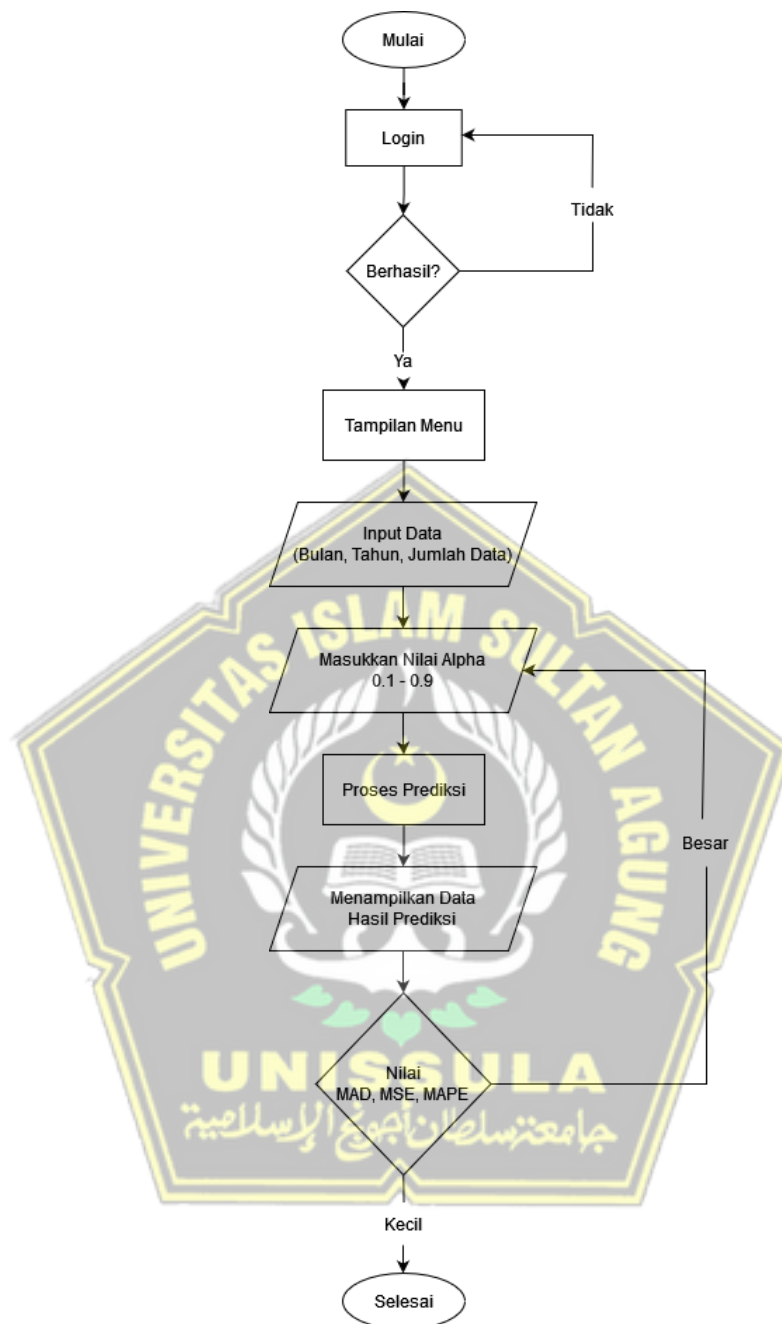 Mulai
Login
Tidak
Berhasil?
Ya
Tampilan Menu
Input Data
(Bulan, Tahun, Jumlah Data)
UNIVERSITAS ISLAM SULTAN AGUNG
Masukkan Nilai Alpha
0.1 - 0.9
Proses Prediksi
Besar
Menampilkan Data
Hasil Prediksi
Nilai
MAD, MSE, MAPE
UNISSULA
جامعة سلطان أجونج الإسلامية
Kecil
Selesai